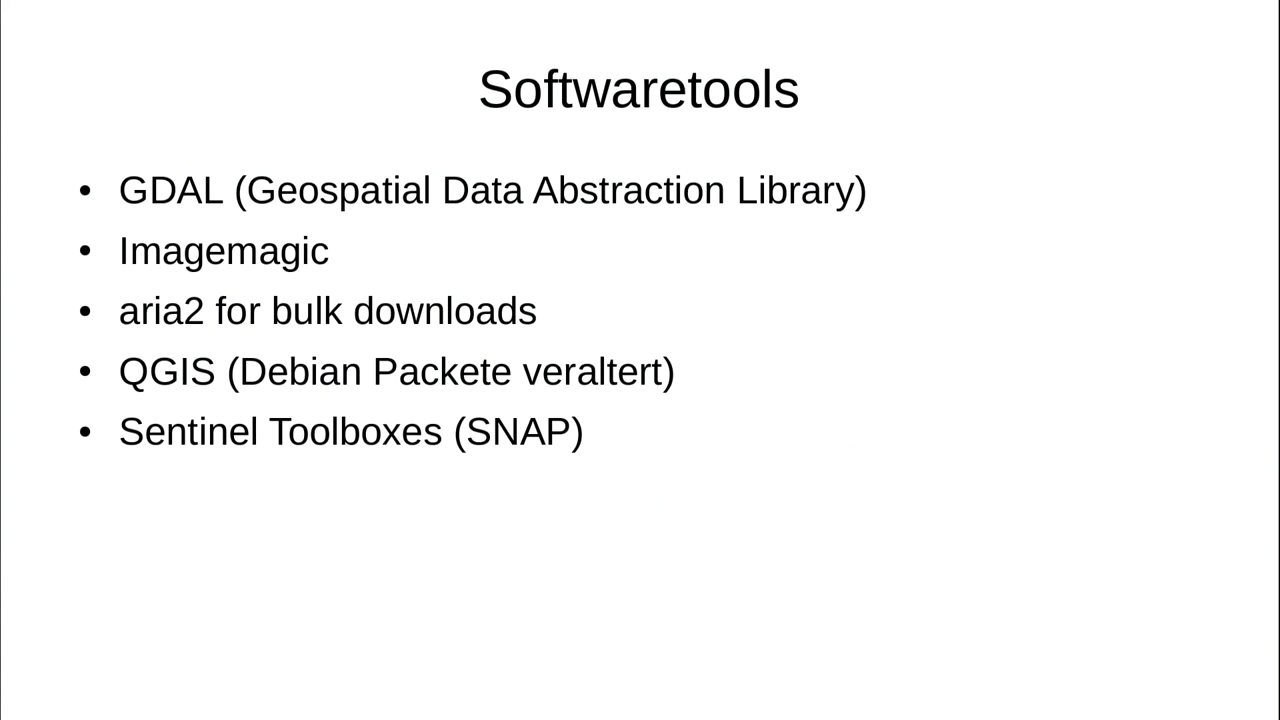 Softwaretools
• GDAL (Geospatial Data Abstraction Library)
• Imagemagic
• aria2 for bulk downloads
• QGIS (Debian Packete veraltert)
• Sentinel Toolboxes (SNAP)